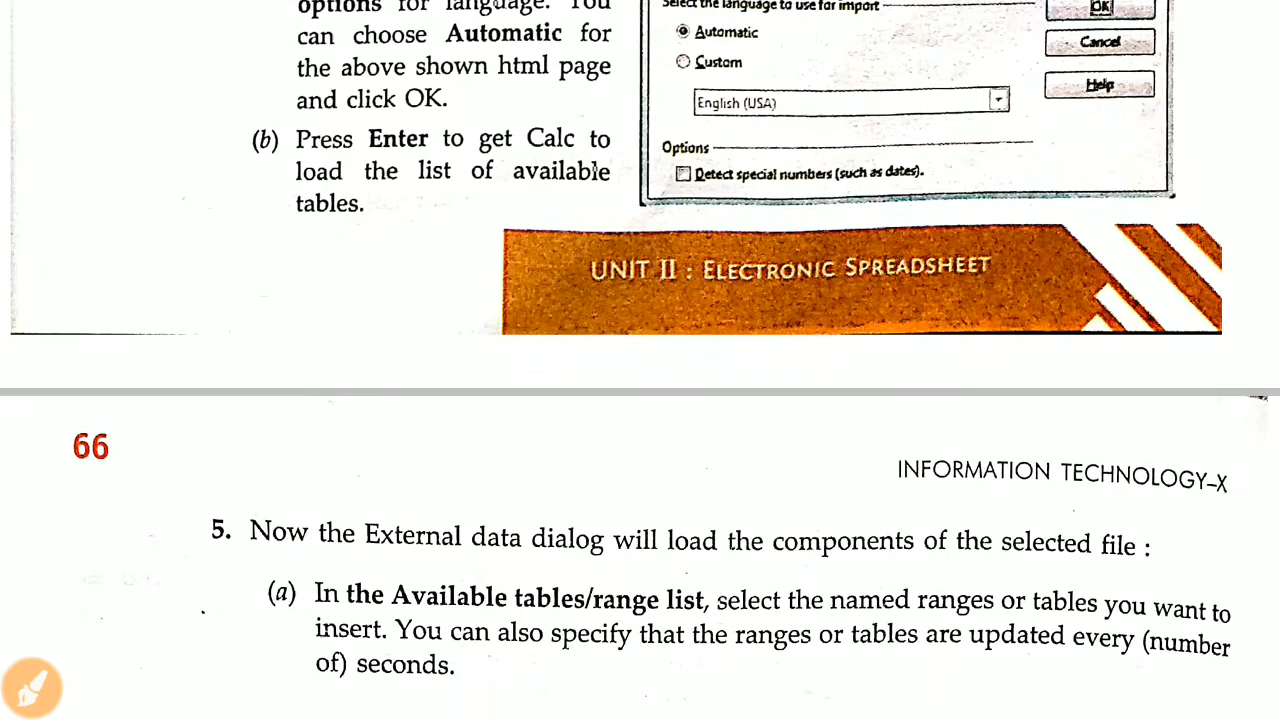 options for language. You
can choose Automatic for
the above shown html page
and click OK.
(b) Press Enter to get Calc to
load the list of available
tables.
Select the language to use for import
Automatic
Custom
English (USA)
Options
Detect special numbers (such as dates).
OK
Cancel
Help
UNIT II : ELECTRONIC SPREADSHEET
66
INFORMATION TECHNOLOGY–X
5. Now the External data dialog will load the components of the selected file :
(a) In the Available tables/range list, select the named ranges or tables you want to
insert. You can also specify that the ranges or tables are updated every (number
of) seconds.